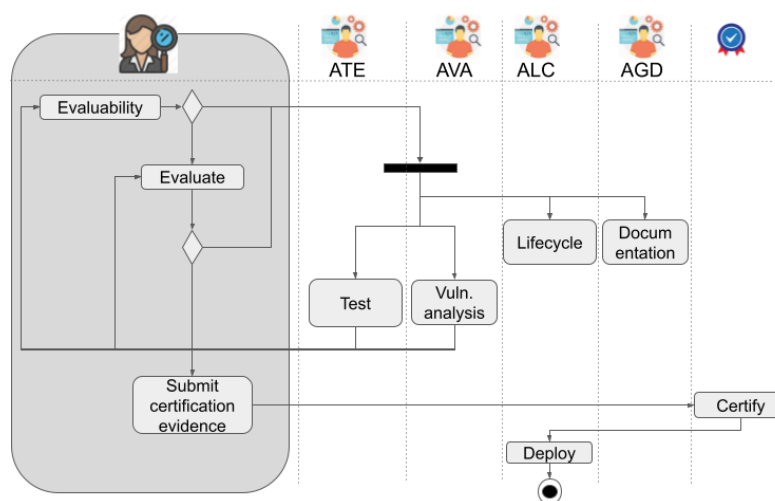 ATE
AVA
ALC
AGD
Evaluability
Evaluate
Lifecycle
Docum
entation
Test
Vuln.
analysis
Submit
certification
evidence
Certify
Deploy